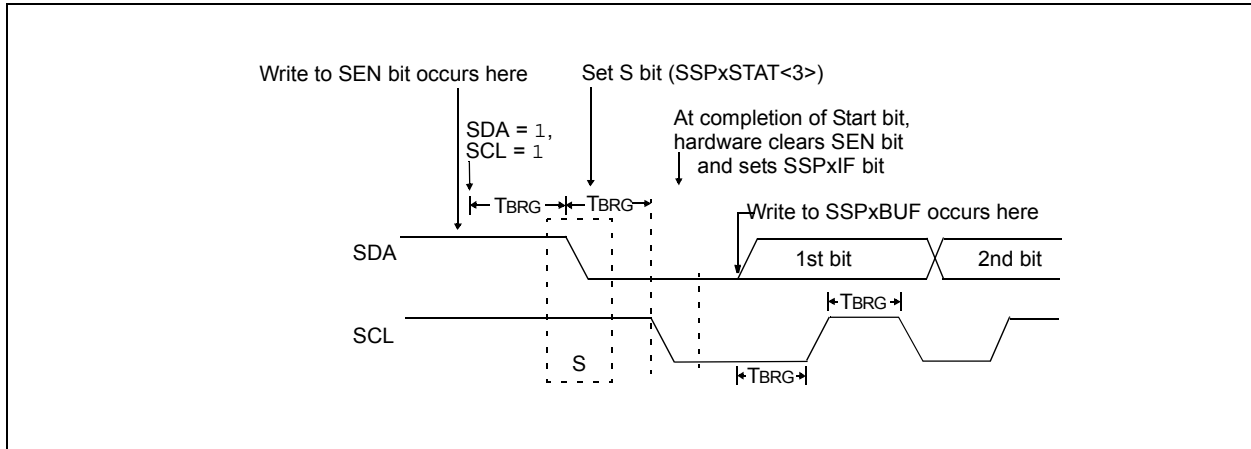 Write to SEN bit occurs here
Set S bit (SSPxSTAT<3>)
SDA = 1,
SCL = 1
At completion of Start bit,
hardware clears SEN bit
and sets SSPxIF bit
TBRG
TBRG
Write to SSPxBUF occurs here
SDA
1st bit
2nd bit
TBRG
SCL
S
TBRG